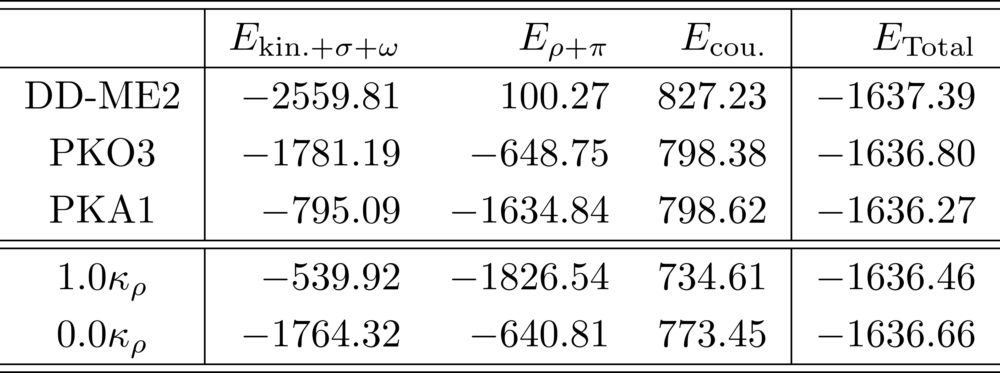 E_kin.+σ+ω E_ρ+π E_cou. E_Total
DD-ME2 −2559.81 100.27 827.23 −1637.39
PKO3 −1781.19 −648.75 798.38 −1636.80
PKA1 −795.09 −1634.84 798.62 −1636.27
1.0κ_ρ −539.92 −1826.54 734.61 −1636.46
0.0κ_ρ −1764.32 −640.81 773.45 −1636.66